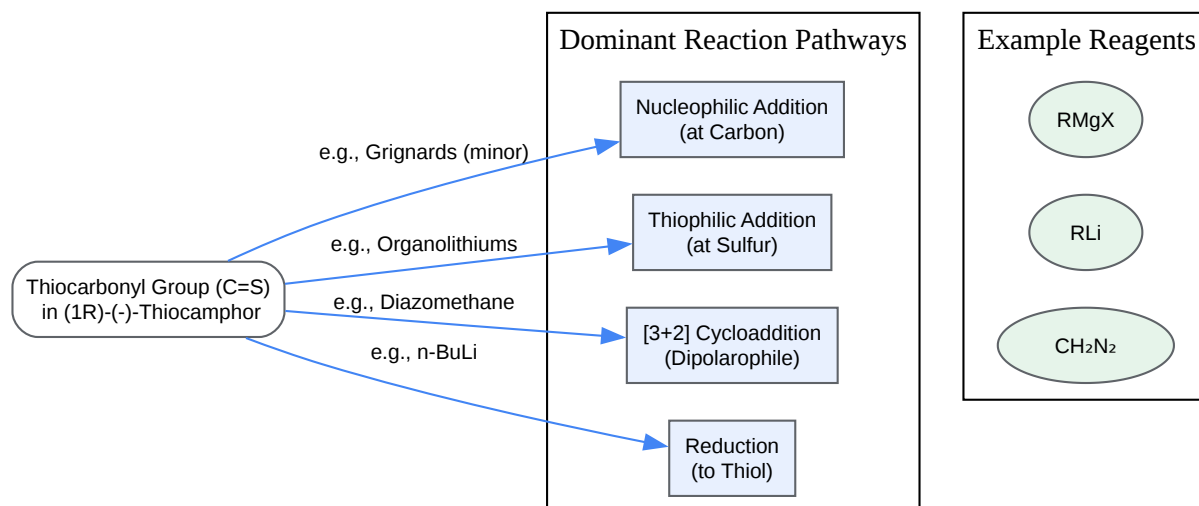 Dominant Reaction Pathways
Example Reagents
Nucleophilic Addition
(at Carbon)
RMgX
e.g., Grignards (minor)
Thiophilic Addition
(at Sulfur)
RLi
e.g., Organolithiums
Thiocarbonyl Group (C=S)
in (1R)-(-)-Thiocamphor
e.g., Diazomethane
[3+2] Cycloaddition
(Dipolarophile)
CH₂N₂
e.g., n-BuLi
Reduction
(to Thiol)